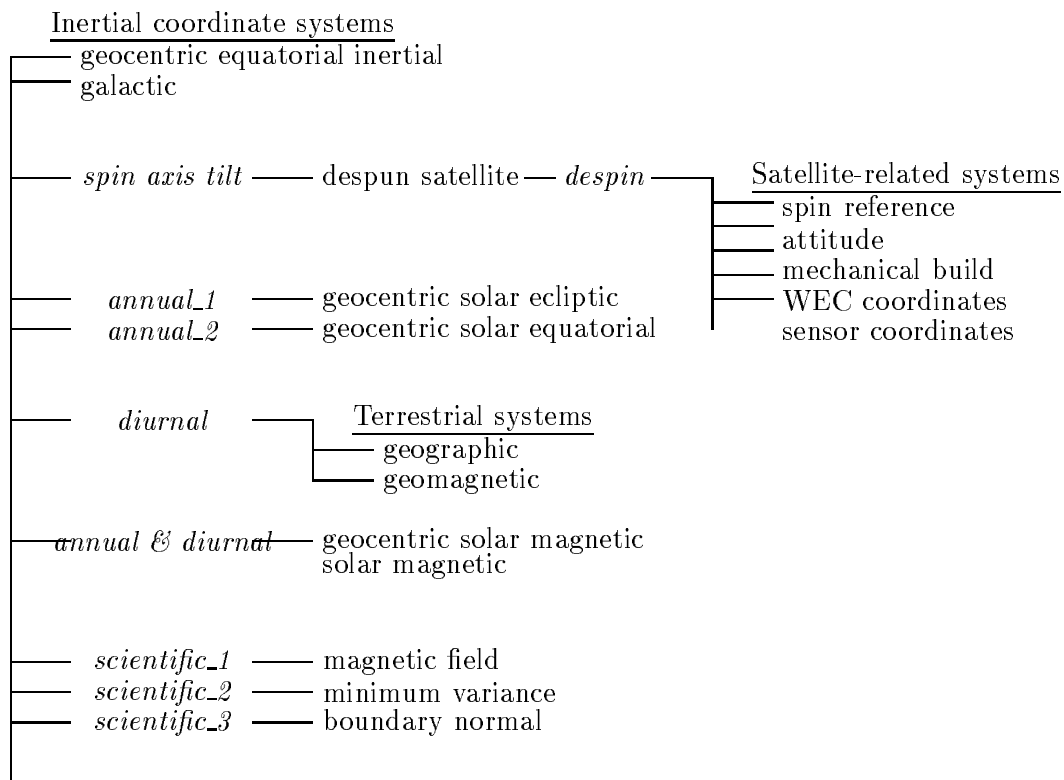 Inertial coordinate systems
geocentric equatorial inertial
galactic
spin axis tilt despun satellite despin
Satellite-related systems
spin reference
attitude
mechanical build
WEC coordinates
sensor coordinates
annual_1 geocentric solar ecliptic
annual_2 geocentric solar equatorial
diurnal
Terrestrial systems
geographic
geomagnetic
annual & diurnal geocentric solar magnetic
solar magnetic
scientific_1 magnetic field
scientific_2 minimum variance
scientific_3 boundary normal